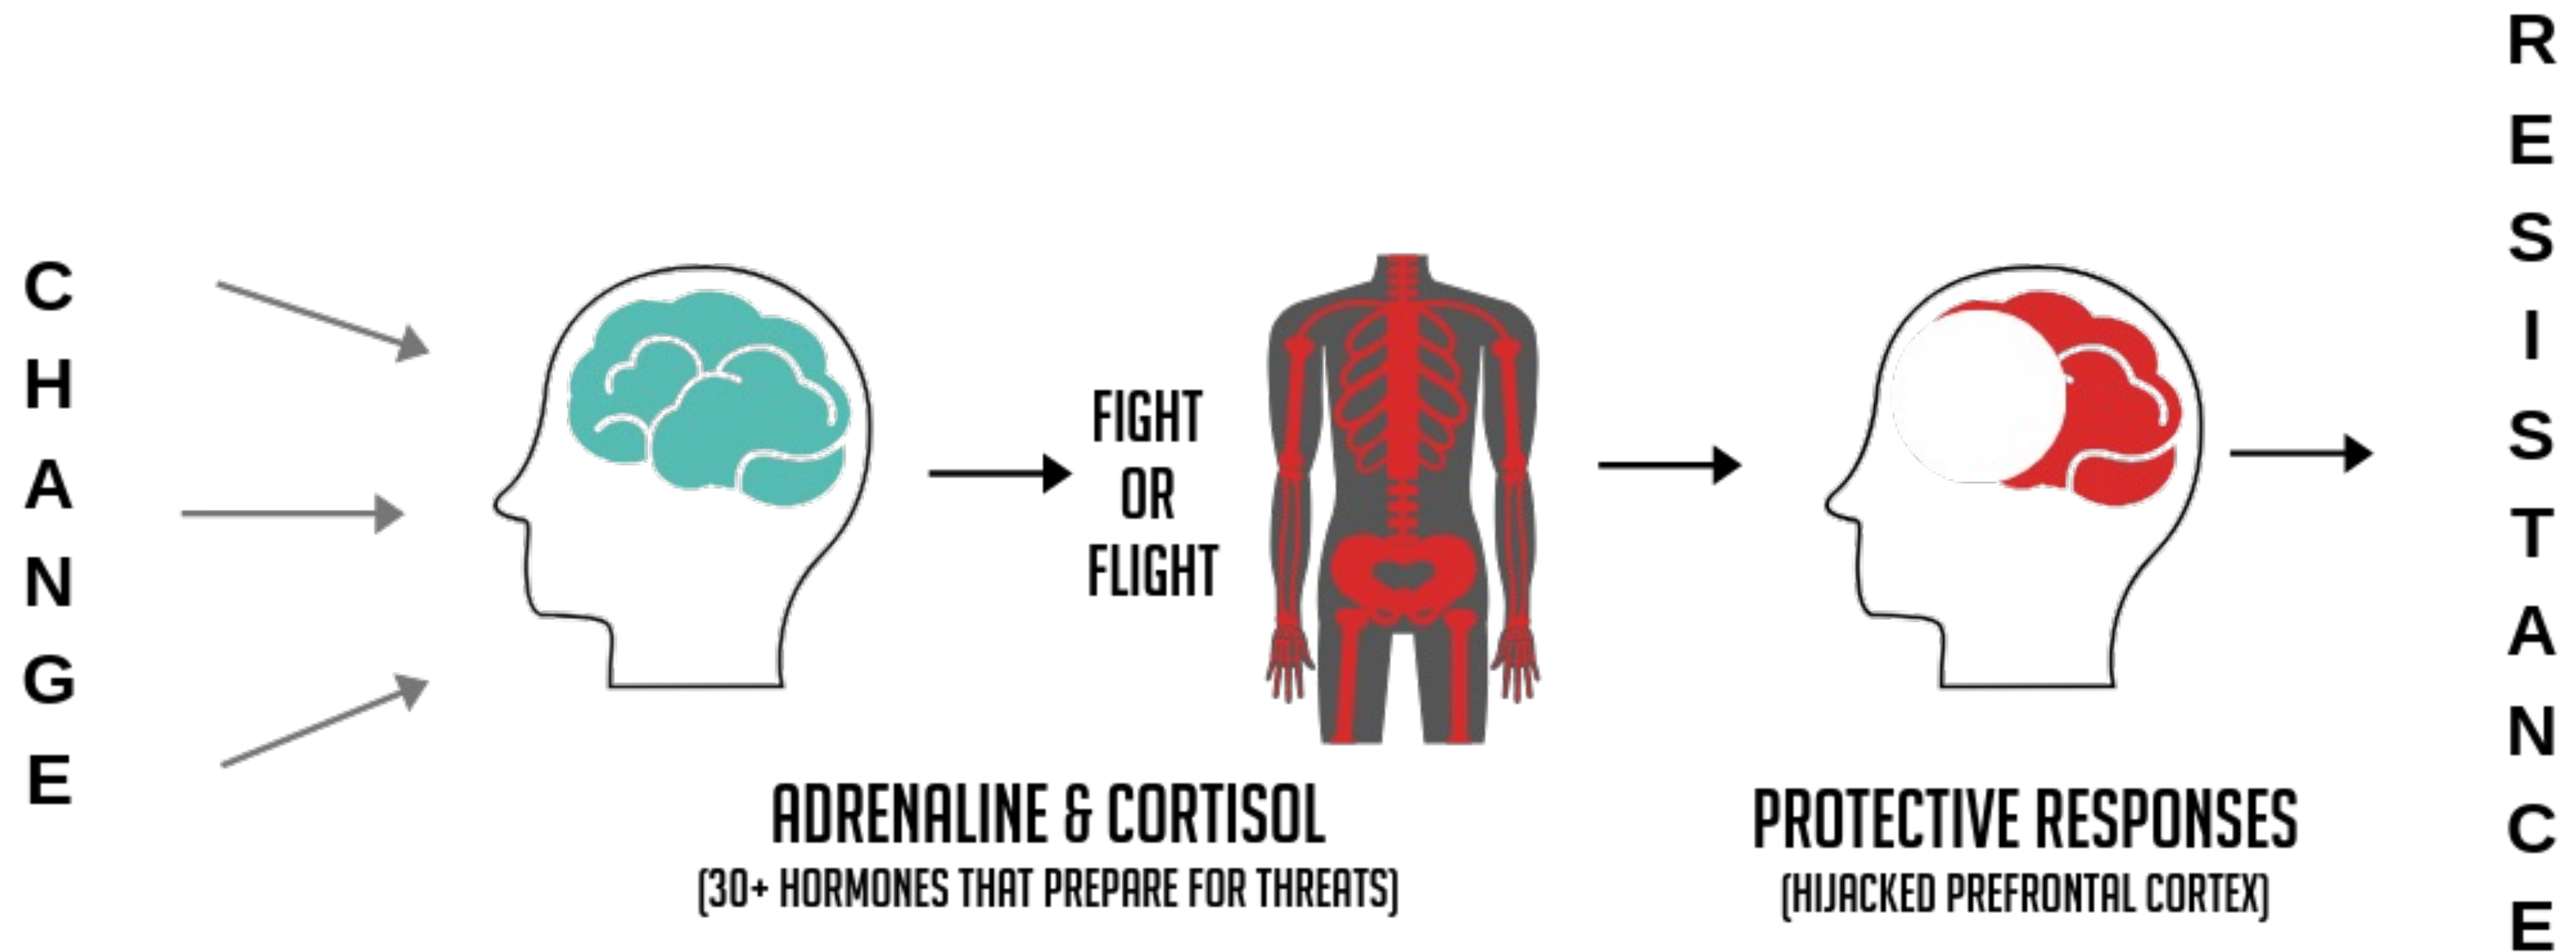 CHANGE
FIGHT
OR
FLIGHT
ADRENALINE & CORTISOL
(30+ HORMONES THAT PREPARE FOR THREATS)
PROTECTIVE RESPONSES
(HIJACKED PREFRONTAL CORTEX)
RESISTANCE